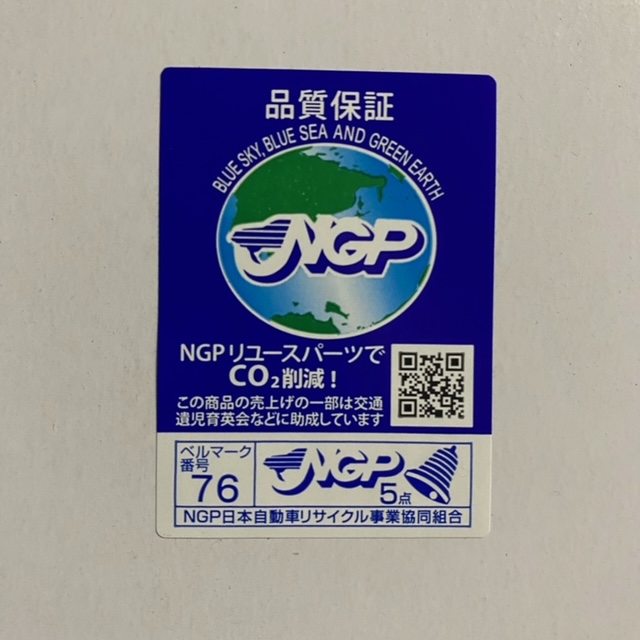 品質保証
BLUE SKY, BLUE SEA AND GREEN EARTH
NGP
NGPリユースパーツで
CO₂削減！
この商品の売上げの一部は交通
遺児育英会などに助成しています
ベルマーク
番号
76
NGP
5点
NGP日本自動車リサイクル事業協同組合